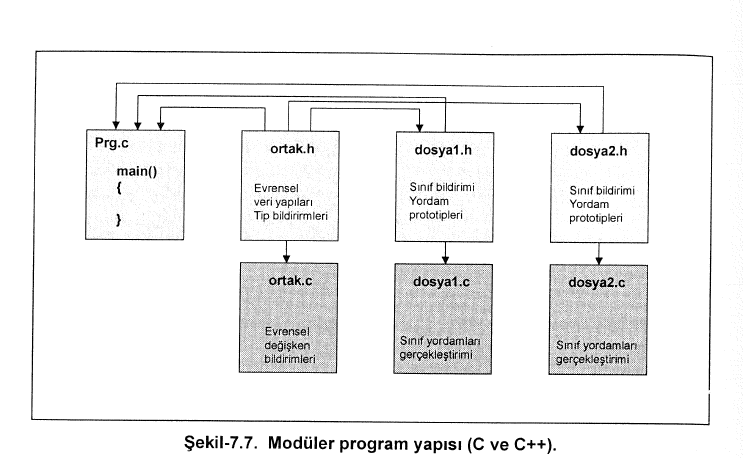 Prg.c
main()
{
}
ortak.h
Evrensel
veri yapıları
Tip bildirirmleri
dosya1.h
Sınıf bildirimi
Yordam
prototipleri
dosya2.h
Sınıf bildirimi
Yordam
prototipleri
ortak.c
Evrensel
değişken
bildirimleri
dosya1.c
Sınıf yordamları
gerçekleştirimi
dosya2.c
Sınıf yordamları
gerçekleştirimi
Şekil-7.7. Modüler program yapısı (C ve C++).